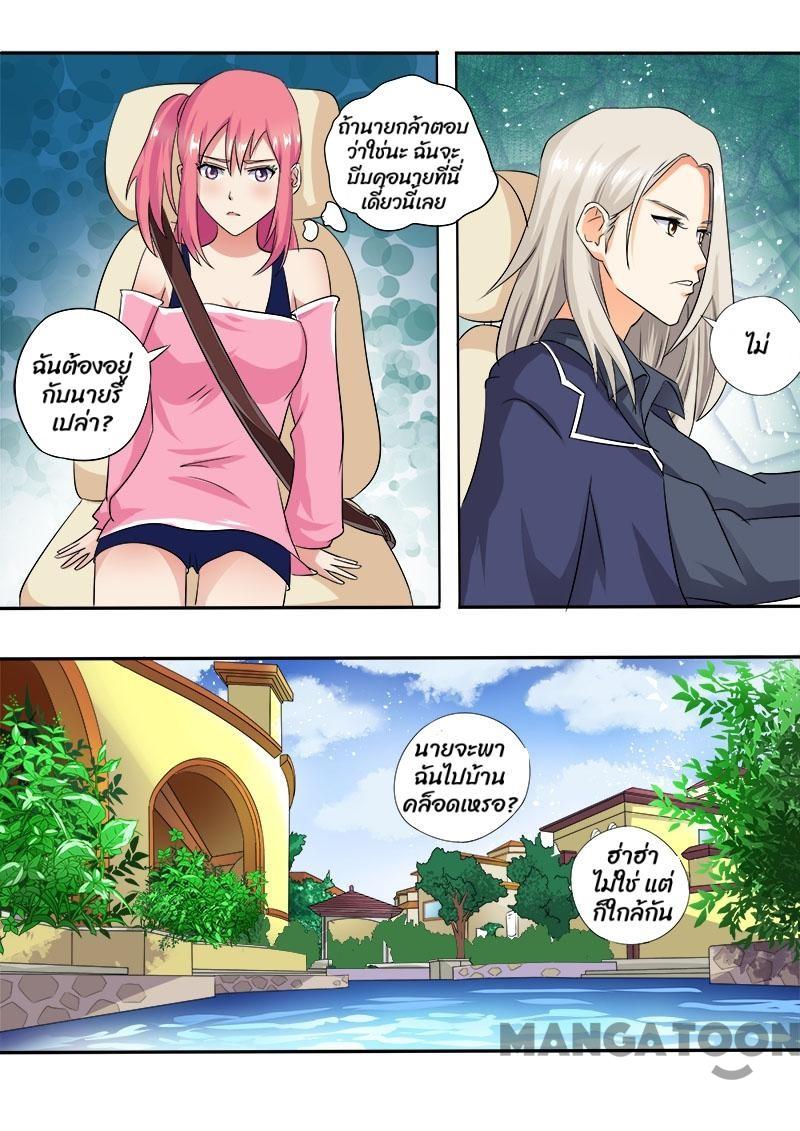 ถ้านายกล้าตอบ
ว่าใช่นะ ฉันจะ
บีบคอนายที่นี่
เดี๋ยวนี้เลย
ฉันต้องอยู่
กับนายรึ
เปล่า?
ไม่
นายจะพา
ฉันไปบ้าน
คล็อดเหรอ?
ฮ่าฮ่า
ไม่ใช่ แต่
ก็ใกล้กัน
MANGATOON